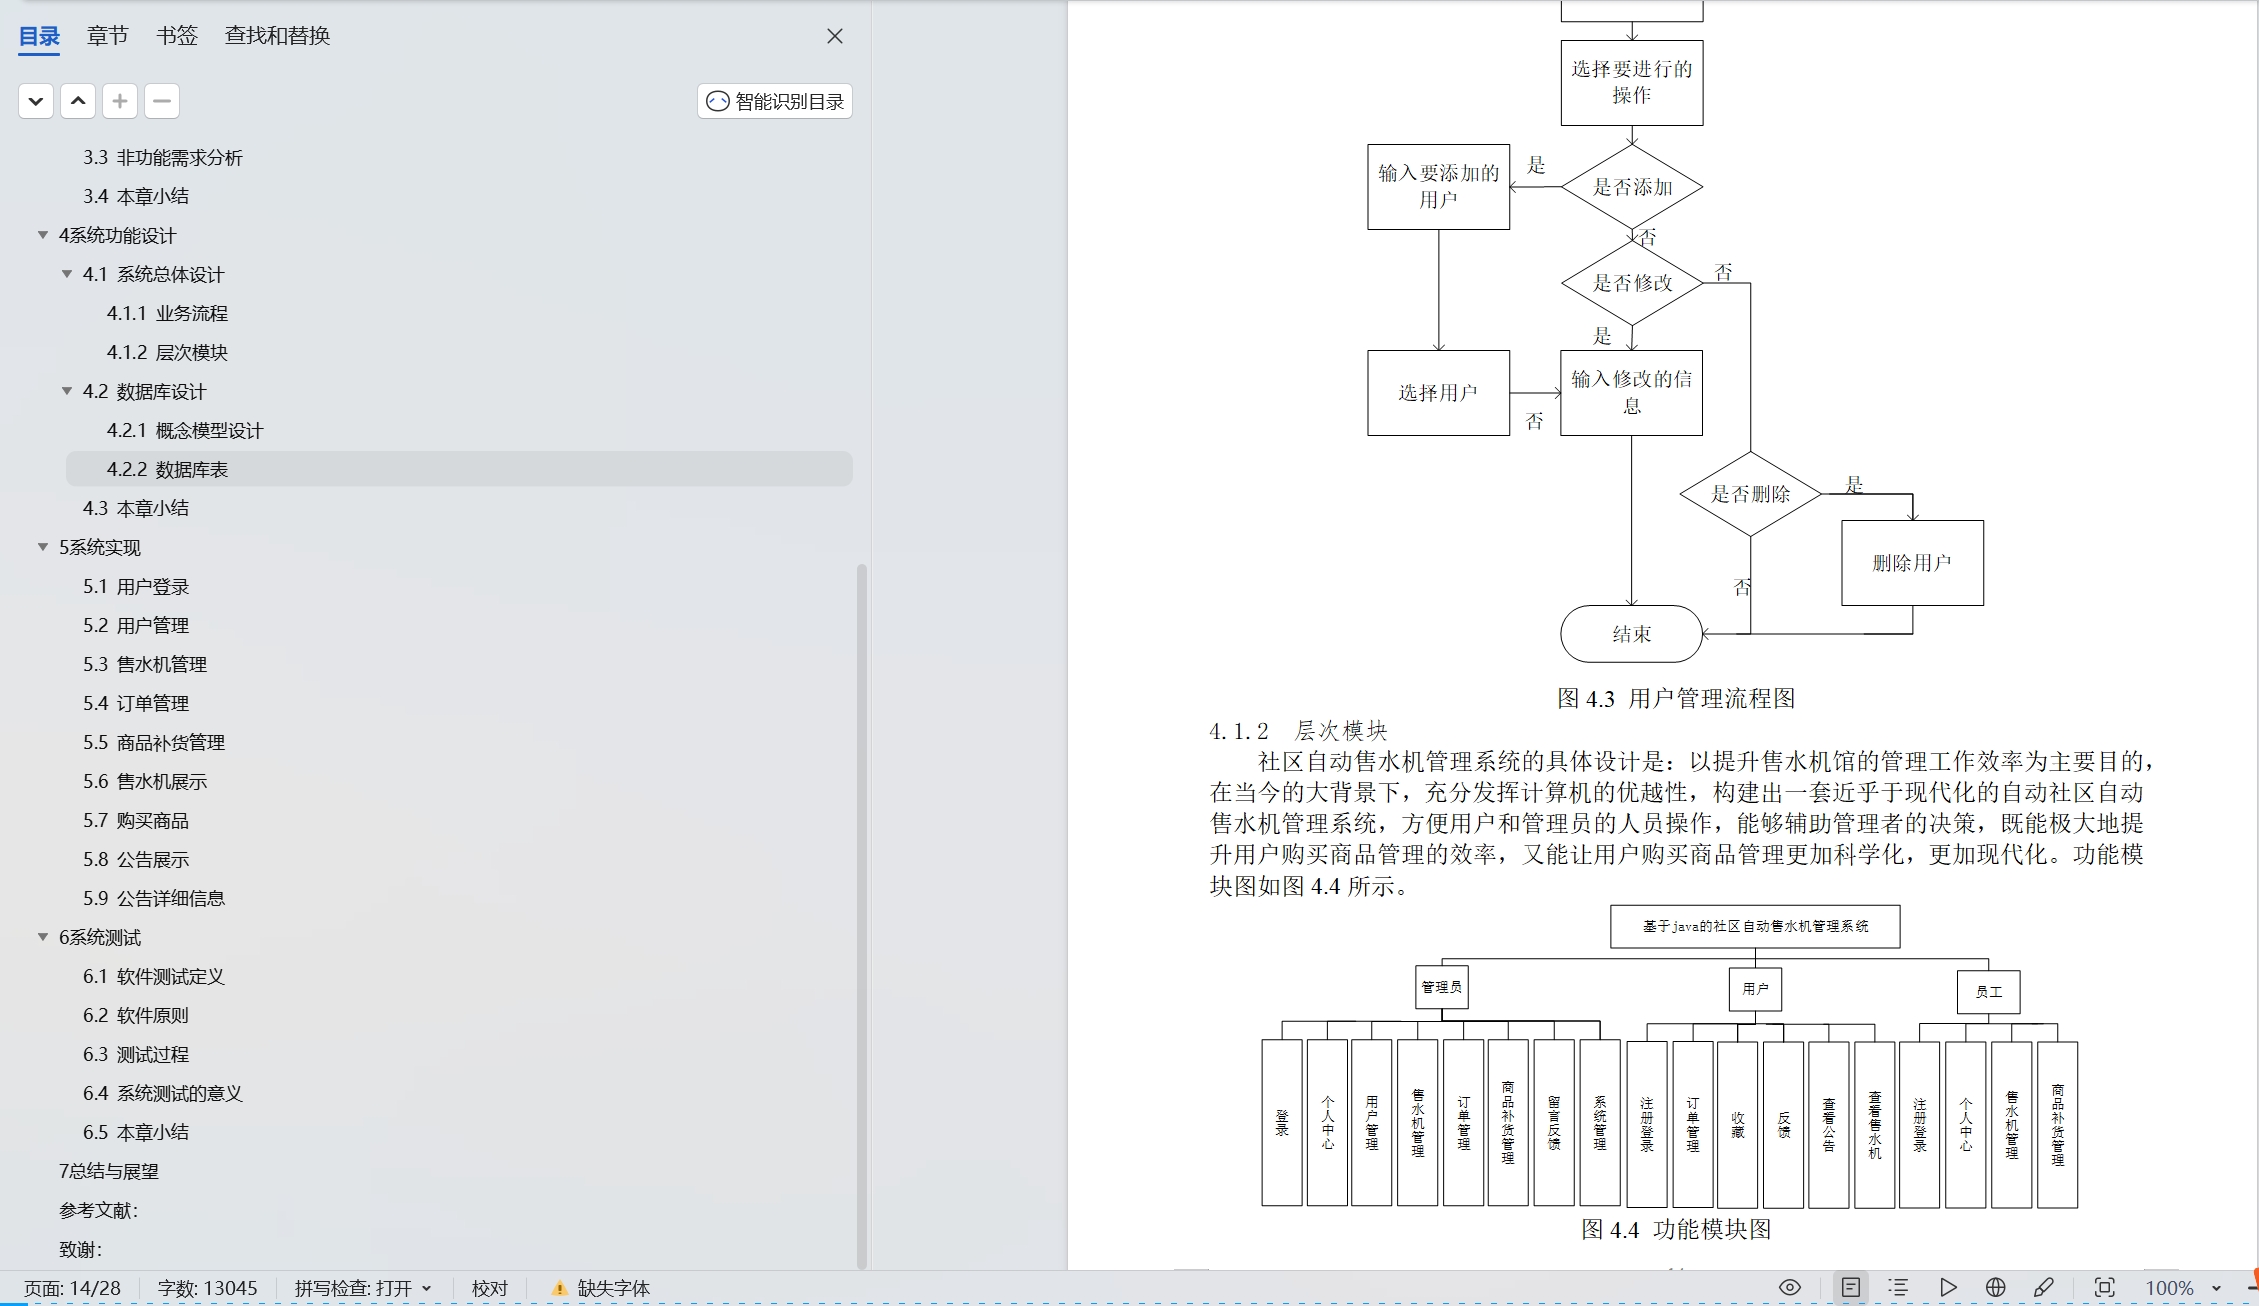 目录 章节 书签 查找和替换
智能识别目录
3.3 非功能需求分析
3.4 本章小结
4系统功能设计
4.1 系统总体设计
4.1.1 业务流程
4.1.2 层次模块
4.2 数据库设计
4.2.1 概念模型设计
4.2.2 数据库表
4.3 本章小结
5系统实现
5.1 用户登录
5.2 用户管理
5.3 售水机管理
5.4 订单管理
5.5 商品补货管理
5.6 售水机展示
5.7 购买商品
5.8 公告展示
5.9 公告详细信息
6系统测试
6.1 软件测试定义
6.2 软件原则
6.3 测试过程
6.4 系统测试的意义
6.5 本章小结
7总结与展望
参考文献:
致谢:
选择要进行的
操作
输入要添加的
用户
是
是否添加
否
是否修改
否
是
选择用户
否
输入修改的信
息
是否删除
是
删除用户
否
结束
图 4.3 用户管理流程图
4.1.2 层次模块
社区自动售水机管理系统的具体设计是：以提升售水机馆的管理工作效率为主要目的，
在当今的大背景下，充分发挥计算机的优越性，构建出一套近乎于现代化的自动社区自动
售水机管理系统，方便用户和管理员的人员操作，能够辅助管理者的决策，既能极大地提
升用户购买商品管理的效率，又能让用户购买商品管理更加科学化，更加现代化。功能模
块图如图 4.4 所示。
基于java的社区自动售水机管理系统
管理员
用户
员工
登录
个人中心
用户管理
售水机管理
订单管理
商品补货管理
留言反馈
系统管理
注册登录
订单管理
收藏
反馈
查看公告
查看售水机
注册登录
个人中心
售水机管理
商品补货管理
图 4.4 功能模块图
页面: 14/28 字数: 13045 拼写检查: 打开 校对 缺失字体 100%